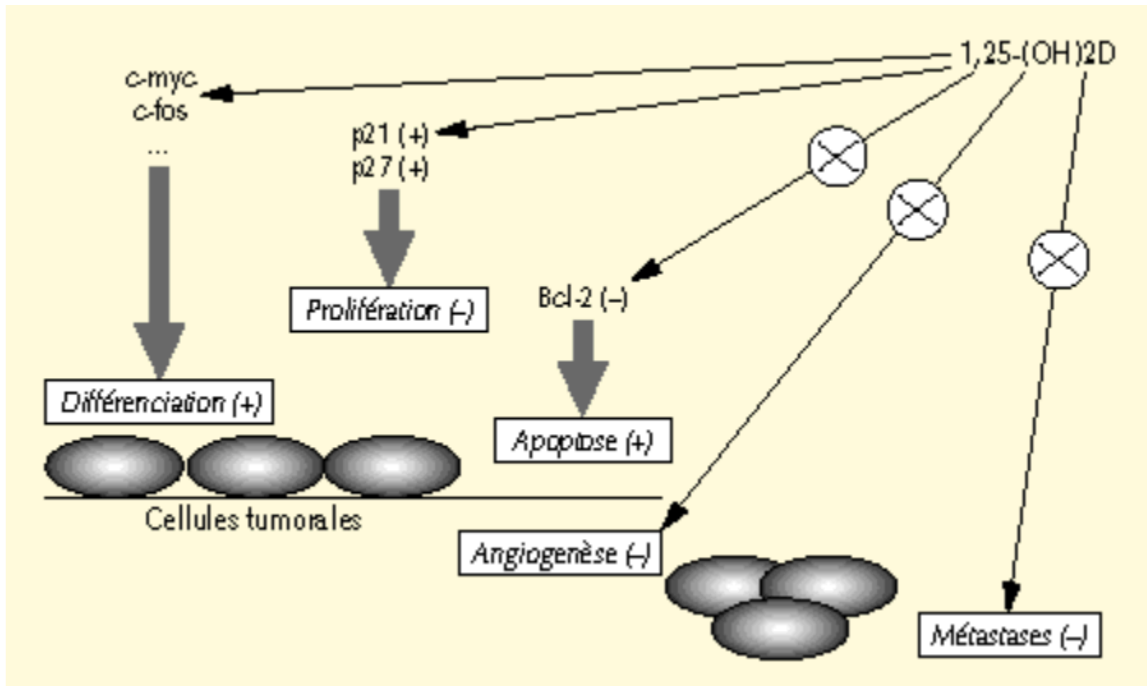 1,25-(OH)2D
c-myc
c-fos
...
p21 (+)
p27 (+)
Bcl-2 (–)
Prolifération (–)
Différenciation (+)
Apoptose (+)
Cellules tumorales
Angiogenèse (–)
Métastases (–)